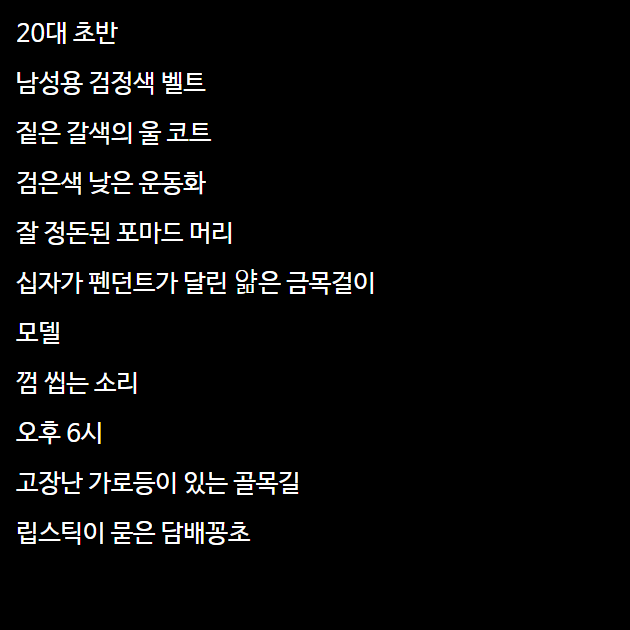 20대 초반
남성용 검정색 벨트
짙은 갈색의 울 코트
검은색 낮은 운동화
잘 정돈된 포마드 머리
십자가 펜던트가 달린 얆은 금목걸이
모델
껌 씹는 소리
오후 6시
고장난 가로등이 있는 골목길
립스틱이 묻은 담배꽁초